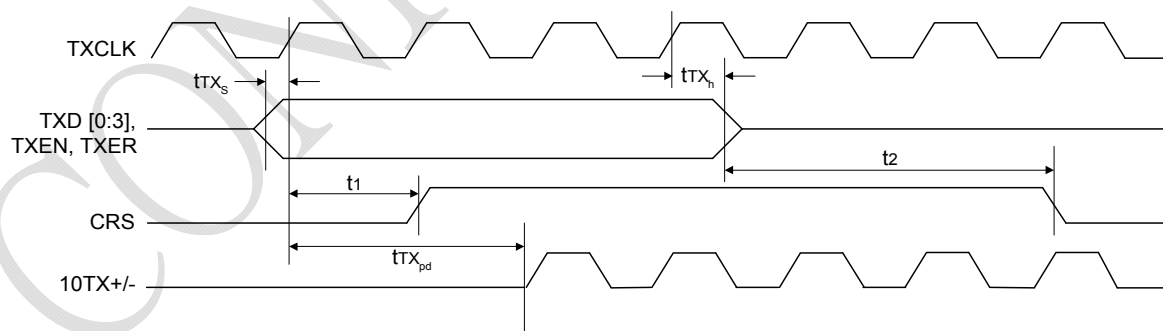 TXCLK
tTXS
tTXh
TXD [0:3],
TXEN, TXER
t1
t2
CRS
tTXpd
10TX+/-